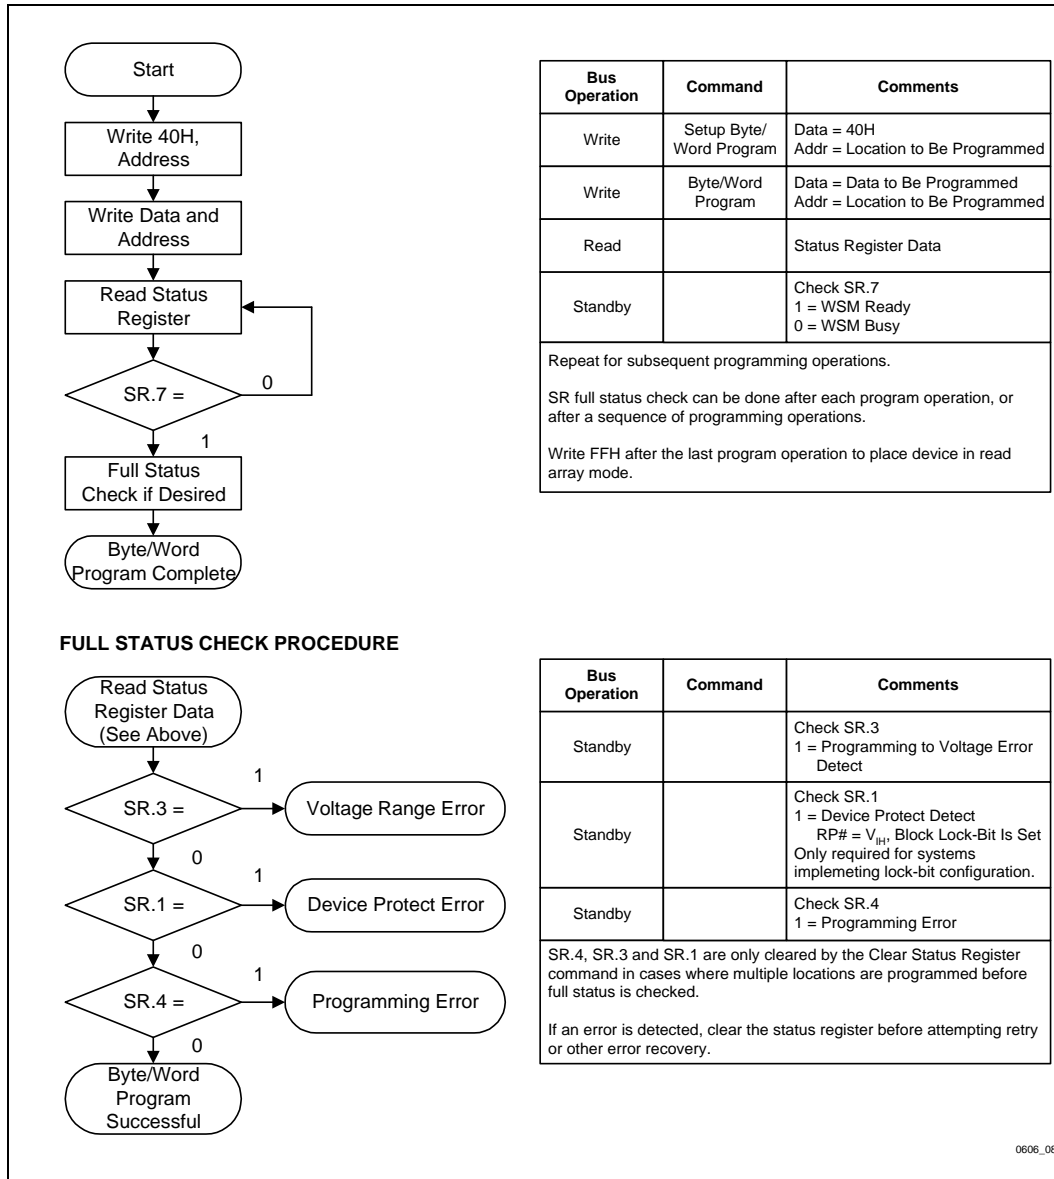 Start
Write 40H,
Address
Write Data and
Address
Read Status
Register
SR.7 =
0
1
Full Status
Check if Desired
Byte/Word
Program Complete
Bus
Operation
Command
Comments
Write
Setup Byte/
Word Program
Data = 40H
Addr = Location to Be Programmed
Write
Byte/Word
Program
Data = Data to Be Programmed
Addr = Location to Be Programmed
Read
Status Register Data
Standby
Check SR.7
1 = WSM Ready
0 = WSM Busy
Repeat for subsequent programming operations.
SR full status check can be done after each program operation, or
after a sequence of programming operations.
Write FFH after the last program operation to place device in read
array mode.
FULL STATUS CHECK PROCEDURE
Read Status
Register Data
(See Above)
SR.3 =
1
Voltage Range Error
0
SR.1 =
1
Device Protect Error
0
SR.4 =
1
Programming Error
0
Byte/Word
Program
Successful
Bus
Operation
Command
Comments
Standby
Check SR.3
1 = Programming to Voltage Error
Detect
Standby
Check SR.1
1 = Device Protect Detect
RP# = VIH, Block Lock-Bit Is Set
Only required for systems
implemeting lock-bit configuration.
Standby
Check SR.4
1 = Programming Error
SR.4, SR.3 and SR.1 are only cleared by the Clear Status Register
command in cases where multiple locations are programmed before
full status is checked.
If an error is detected, clear the status register before attempting retry
or other error recovery.
0606_08